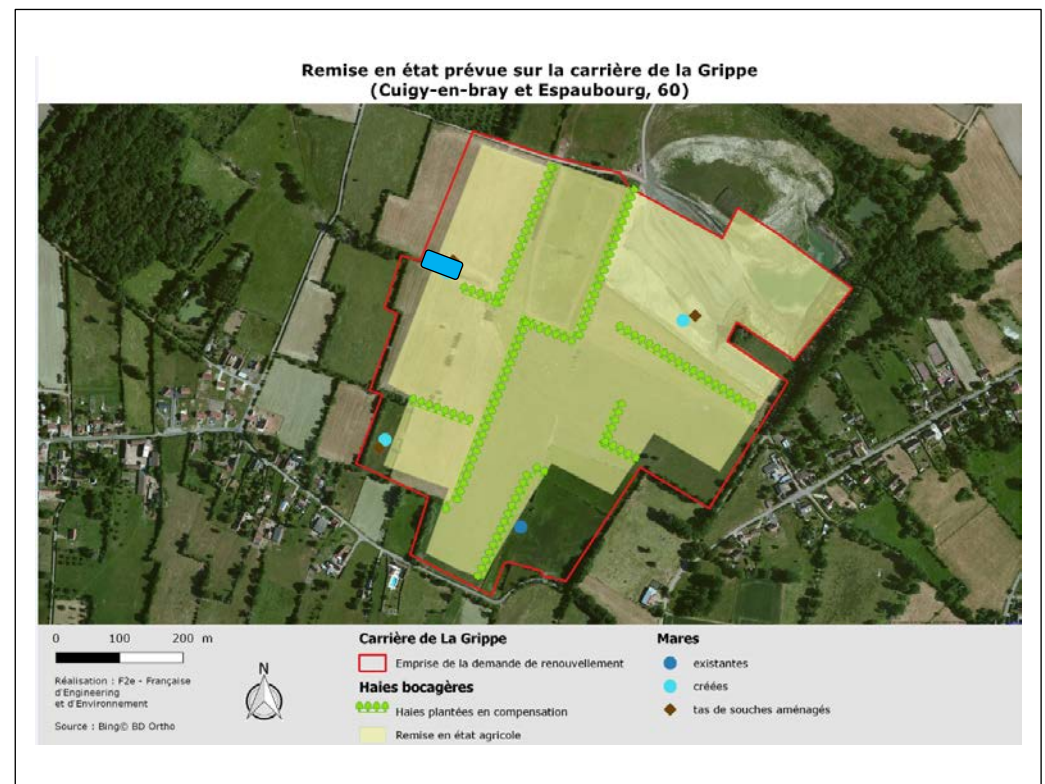 Remise en état prévue sur la carrière de la Grippe
(Cuigy-en-bray et Espaubourg, 60)
0 100 200 m
Réalisation : F2e - Française
d'Engineering
et d'Environnement
Source : Bing© BD Ortho
N
Carrière de La Grippe
Emprise de la demande de renouvellement
Haies bocagères
Haies plantées en compensation
Remise en état agricole
Mares
existantes
créées
tas de souches aménagés